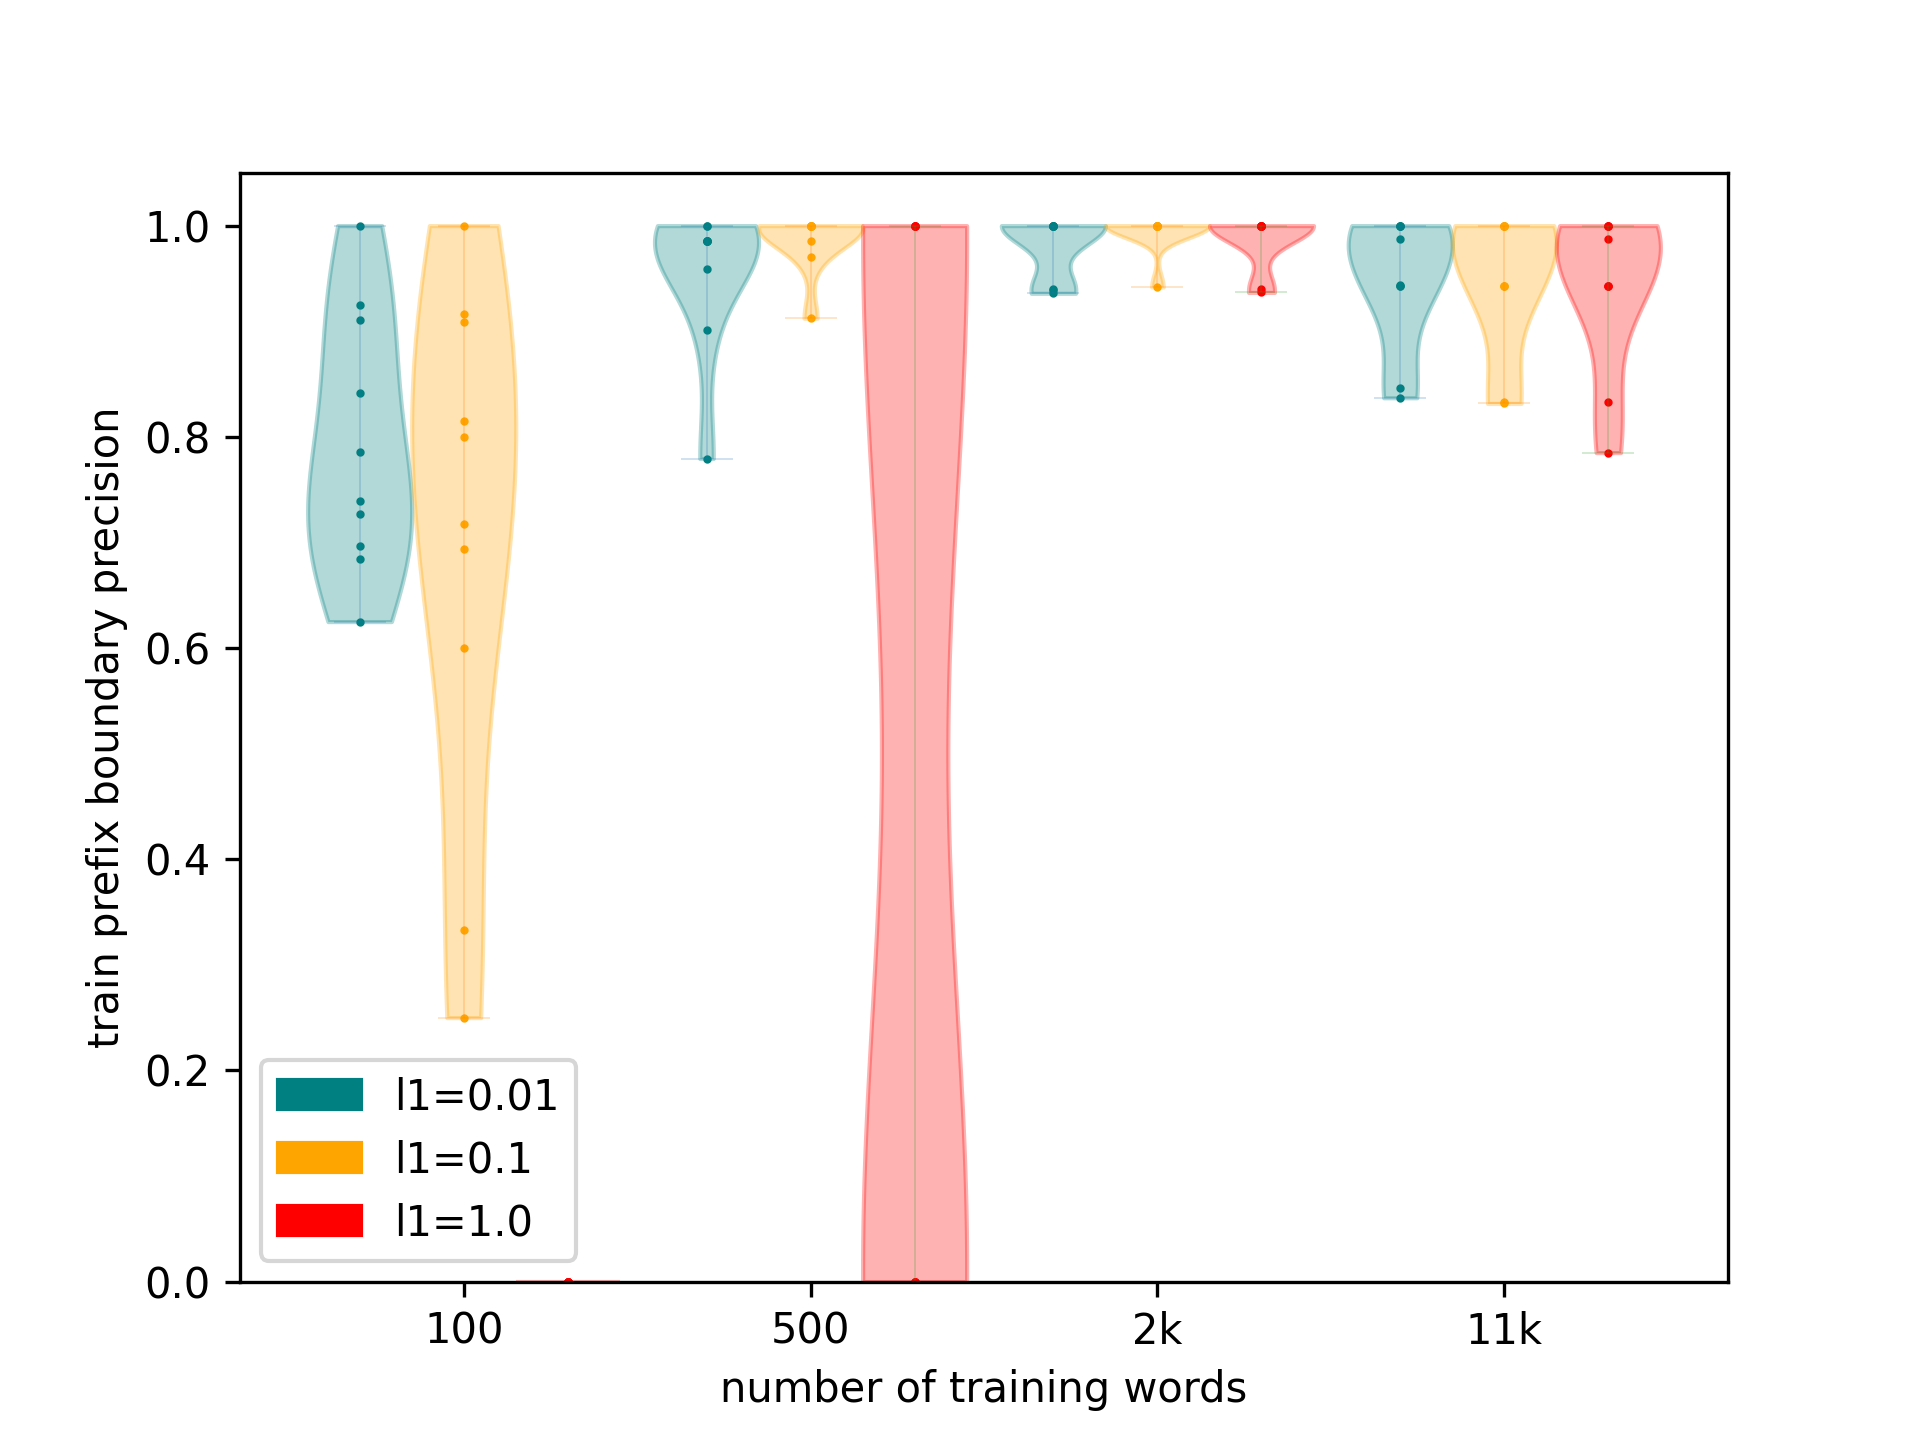 1.0
0.8
0.6
0.4
0.2
0.0
train prefix boundary precision
l1=0.01
l1=0.1
l1=1.0
100 500 2k 11k
number of training words